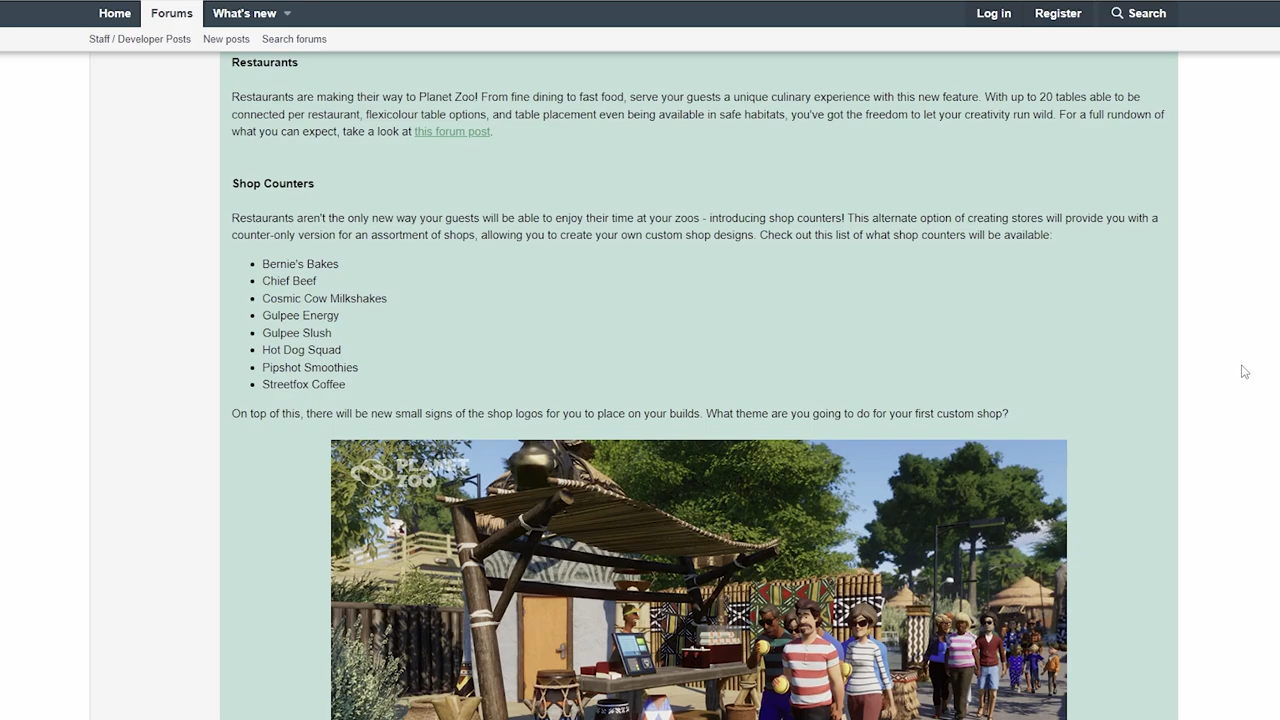 Home Forums What's new Log in Register Search
Staff / Developer Posts New posts Search forums
Restaurants
Restaurants are making their way to Planet Zoo! From fine dining to fast food, serve your guests a unique culinary experience with this new feature. With up to 20 tables able to be
connected per restaurant, flexicolour table options, and table placement even being available in safe habitats, you've got the freedom to let your creativity run wild. For a full rundown of
what you can expect, take a look at this forum post.
Shop Counters
Restaurants aren't the only new way your guests will be able to enjoy their time at your zoos - introducing shop counters! This alternate option of creating stores will provide you with a
counter-only version for an assortment of shops, allowing you to create your own custom shop designs. Check out this list of what shop counters will be available:
Bernie's Bakes
Chief Beef
Cosmic Cow Milkshakes
Gulpee Energy
Gulpee Slush
Hot Dog Squad
Pipshot Smoothies
Streetfox Coffee
On top of this, there will be new small signs of the shop logos for you to place on your builds. What theme are you going to do for your first custom shop?
PLANET
ZOO